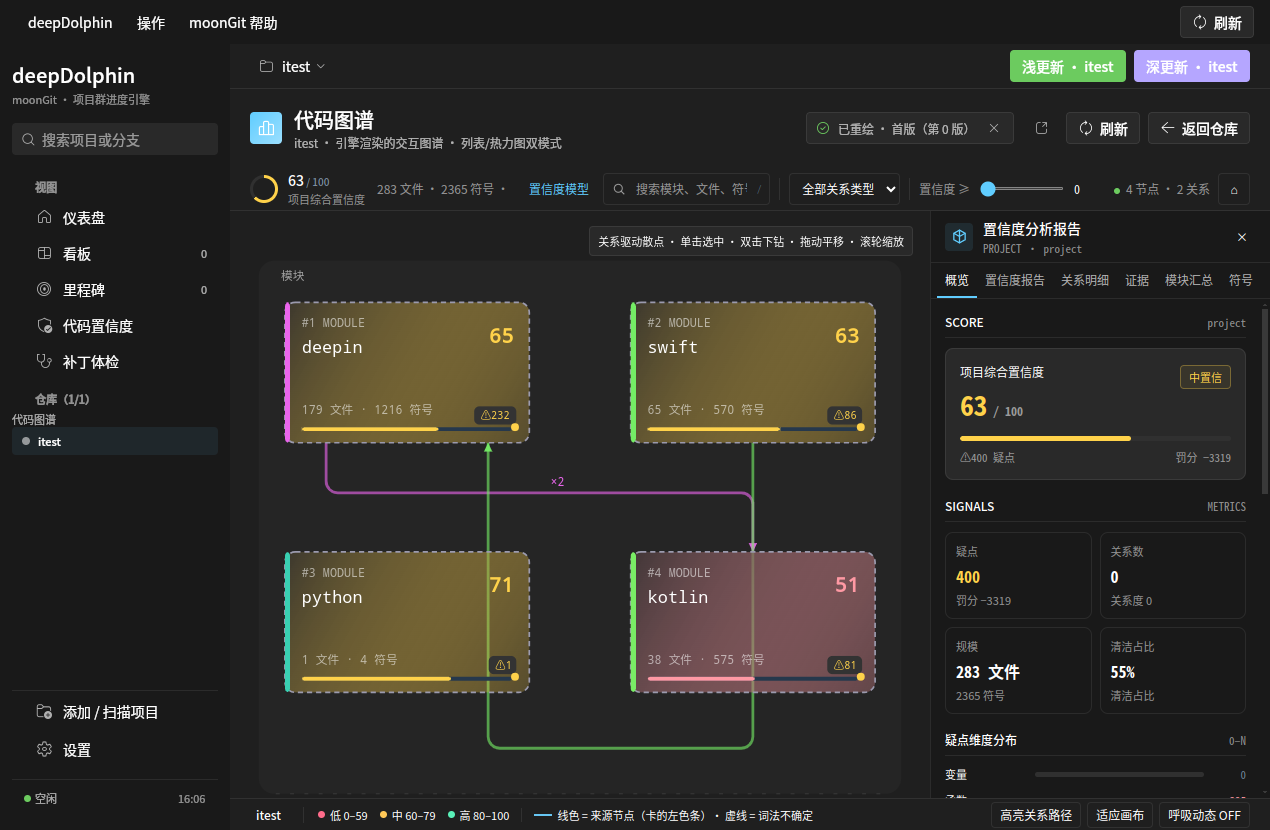 deepDolphin 操作 moonGit 帮助 刷新
deepDolphin
moonGit • 项目群进度引擎
搜索项目或分支
视图
仪表盘
看板 0
里程碑 0
代码置信度
补丁体检
仓库（1/1）
代码图谱
itest
添加 / 扫描项目
设置
空闲 16:06
itest 浅更新 • itest 深更新 • itest
代码图谱
itest • 引擎渲染的交互图谱 • 列表/热力图双模式
已重绘 • 首版（第 0 版） 刷新 返回仓库
63 / 100
项目综合置信度
283 文件 • 2365 符号 •
置信度模型
搜索模块、文件、符号 /
全部关系类型
置信度 ≥ 0
4 节点 • 2 关系
关系驱动散点 • 单击选中 • 双击下钻 • 拖动平移 • 滚轮缩放
模块
#1 MODULE
65
deepin
179 文件 · 1216 符号
⚠232
#2 MODULE
63
swift
65 文件 · 570 符号
⚠86
×2
#3 MODULE
71
python
1 文件 · 4 符号
⚠1
#4 MODULE
51
kotlin
38 文件 · 575 符号
⚠81
itest 低 0–59 中 60–79 高 80–100 线色 = 来源节点（卡的左色条） • 虚线 = 词法不确定
高亮关系路径 适应画布 呼吸动态 OFF
置信度分析报告
PROJECT • project
概览 置信度报告 关系明细 证据 模块汇总 符号
SCORE project
项目综合置信度
中置信
63 / 100
⚠400 疑点 罚分 −3319
SIGNALS METRICS
疑点
400
罚分 −3319
关系数
0
关系度 0
规模
283 文件
2365 符号
清洁占比
55%
清洁占比
疑点维度分布 0–N
变量 0